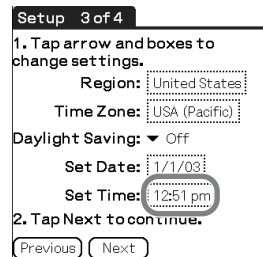 Setup 3 of 4
1. Tap arrow and boxes to
change settings.
Region: United States
Time Zone: USA (Pacific)
Daylight Saving: Off
Set Date: 1/1/03
Set Time: 12:51 pm
2. Tap Next to continue.
Previous Next